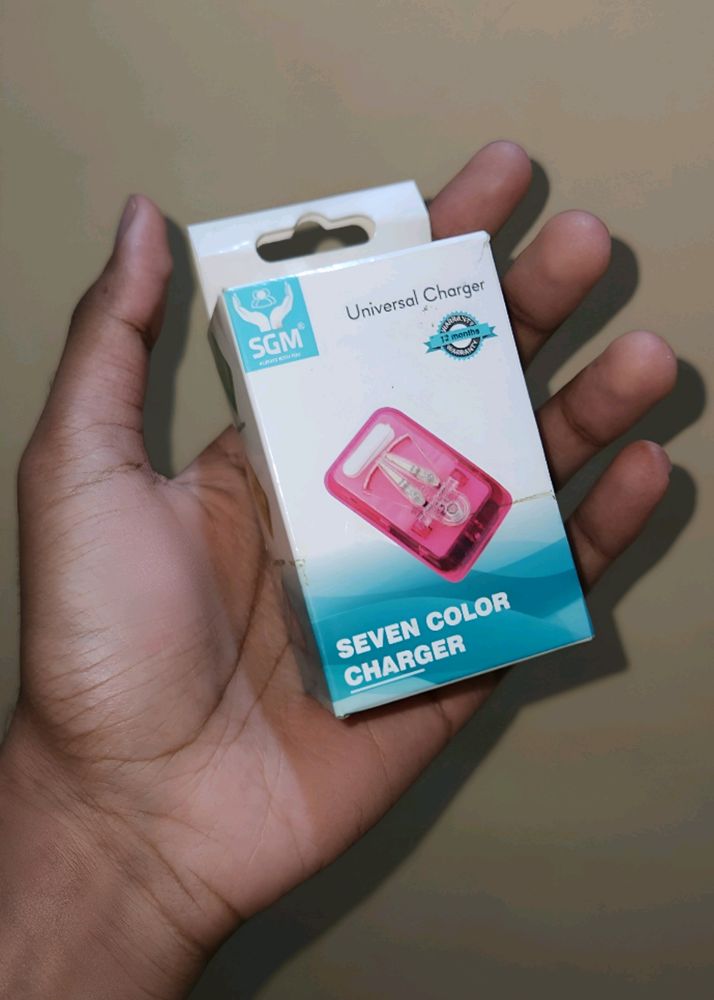 Universal Charger
SGM®
WARRANTY
12 months
WARRANTY
SEVEN COLOR
CHARGER